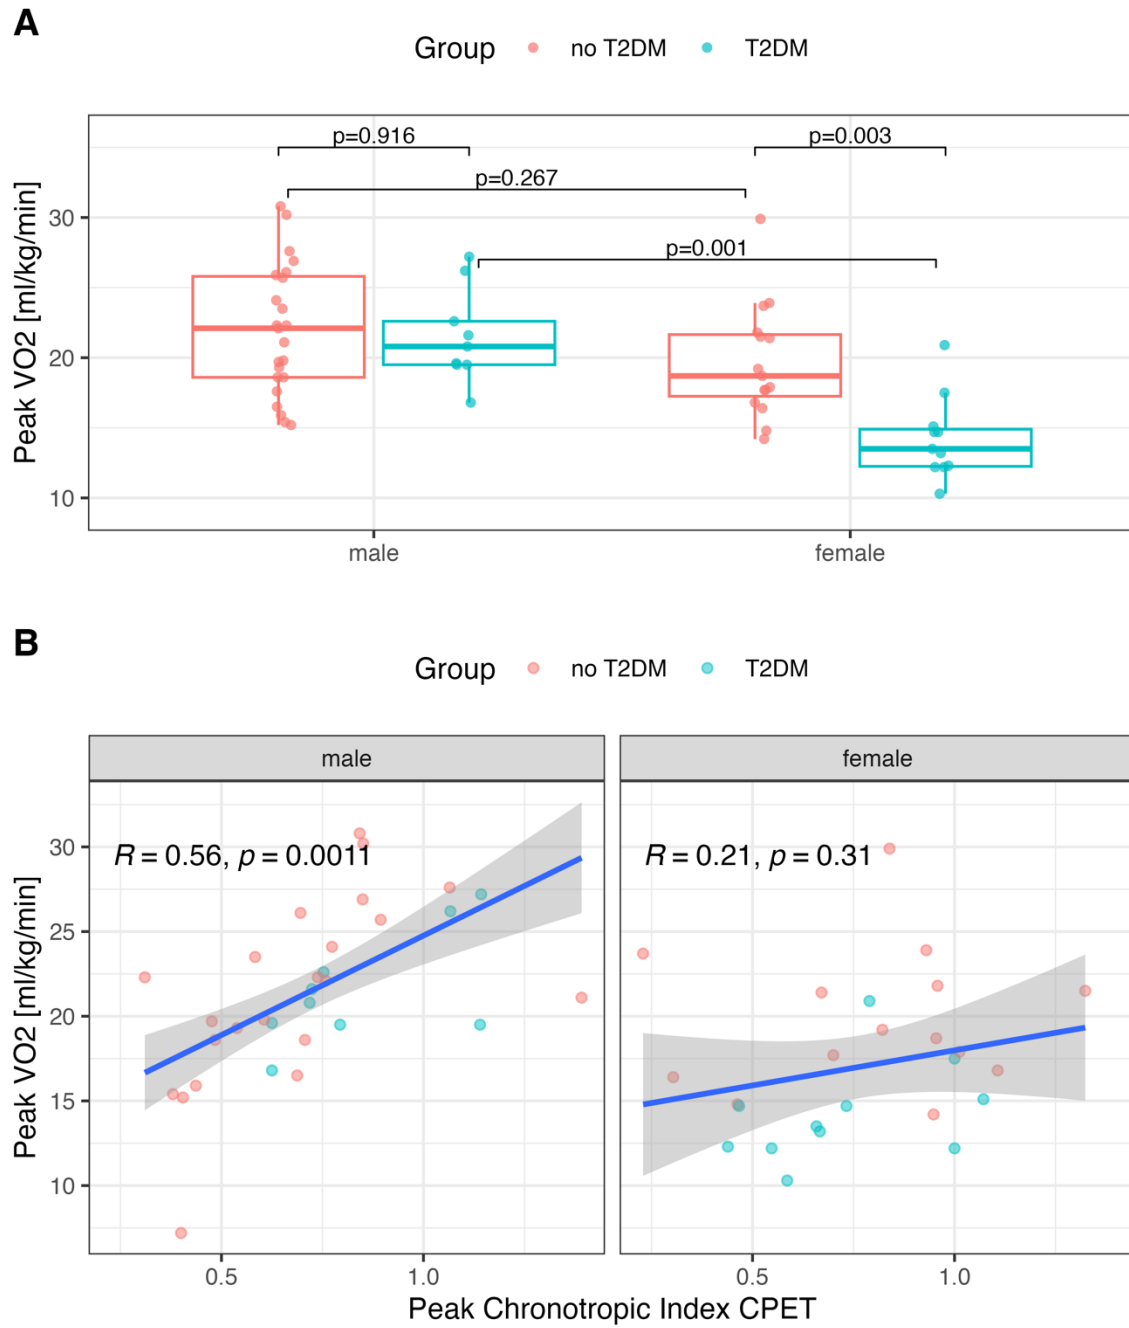 A
Group no T2DM T2DM
p=0.916 p=0.003
p=0.267
p=0.001
Peak VO2 [ml/kg/min]
30
20
10
male female
B
Group no T2DM T2DM
male female
R = 0.56, p = 0.0011 R = 0.21, p = 0.31
Peak VO2 [ml/kg/min]
30
25
20
15
10
0.5 1.0 0.5 1.0
Peak Chronotropic Index CPET